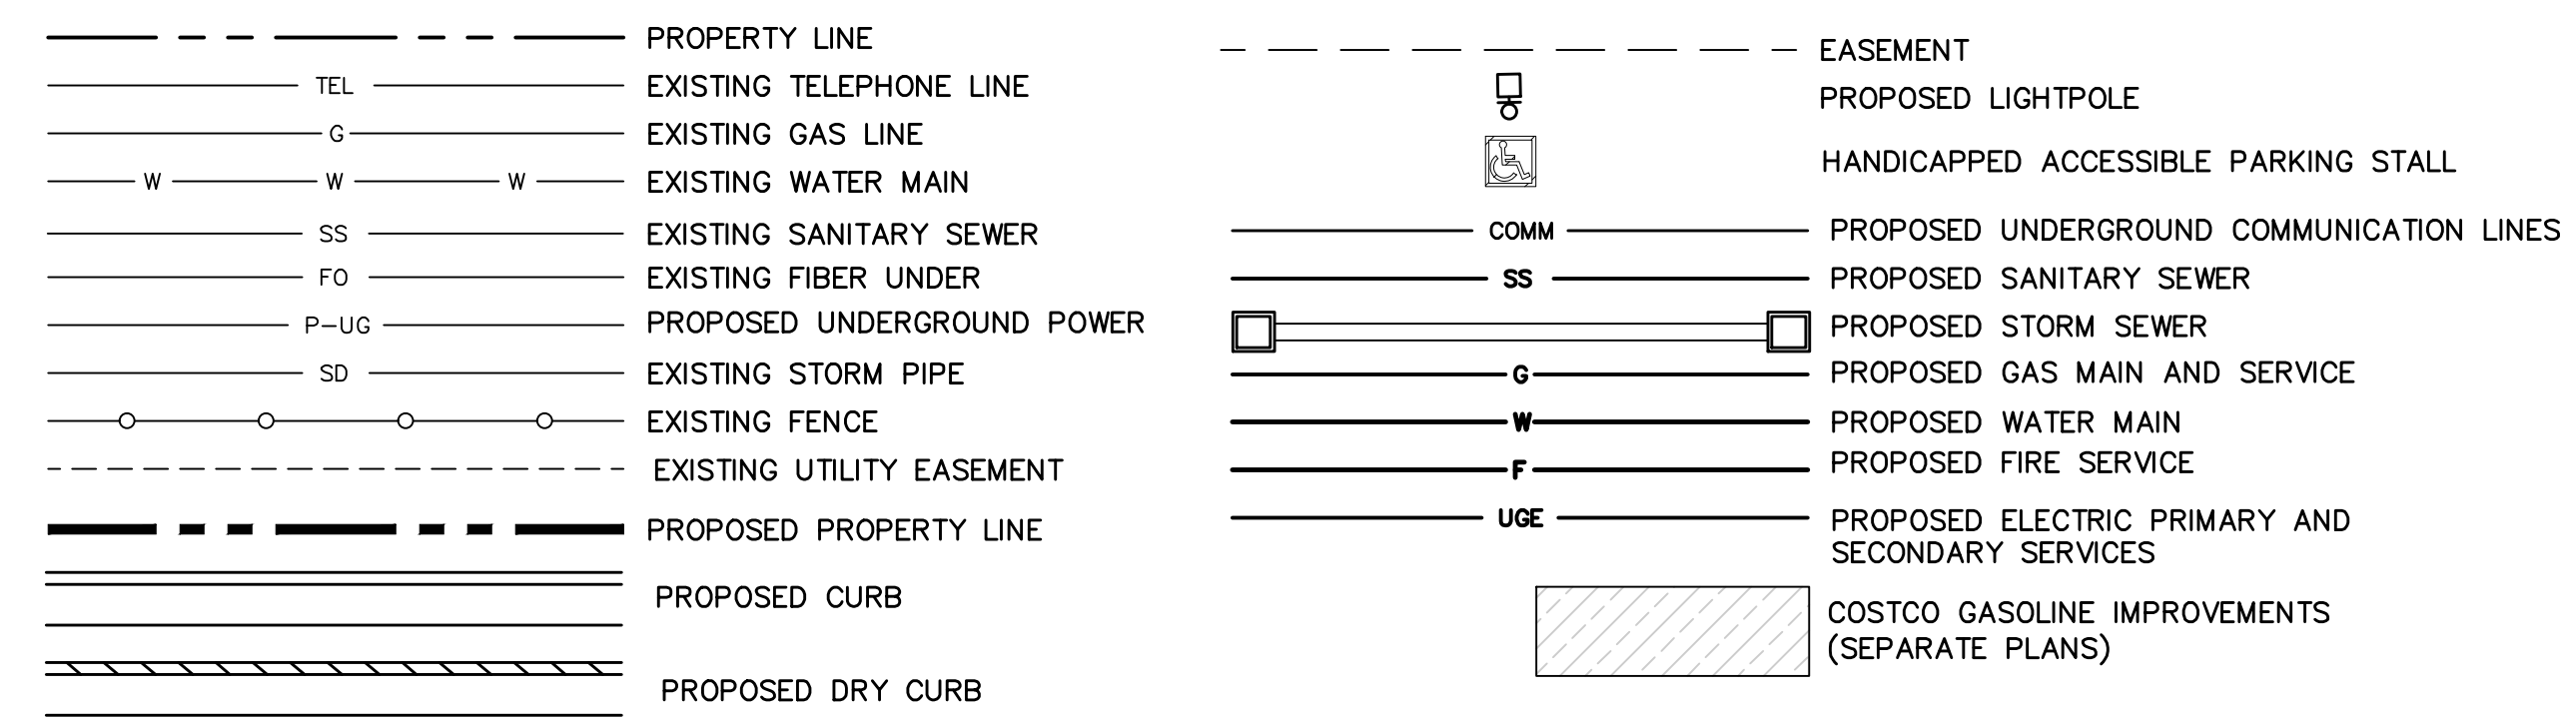 PROPERTY LINE
TEL EXISTING TELEPHONE LINE
G EXISTING GAS LINE
W W W EXISTING WATER MAIN
SS EXISTING SANITARY SEWER
FO EXISTING FIBER UNDER
P-UG PROPOSED UNDERGROUND POWER
SD EXISTING STORM PIPE
EXISTING FENCE
EXISTING UTILITY EASEMENT
PROPOSED PROPERTY LINE
PROPOSED CURB
PROPOSED DRY CURB
EASEMENT
PROPOSED LIGHTPOLE
HANDICAPPED ACCESSIBLE PARKING STALL
COMM PROPOSED UNDERGROUND COMMUNICATION LINES
SS PROPOSED SANITARY SEWER
PROPOSED STORM SEWER
G PROPOSED GAS MAIN AND SERVICE
W PROPOSED WATER MAIN
F PROPOSED FIRE SERVICE
UGE PROPOSED ELECTRIC PRIMARY AND
SECONDARY SERVICES
COSTCO GASOLINE IMPROVEMENTS
(SEPARATE PLANS)